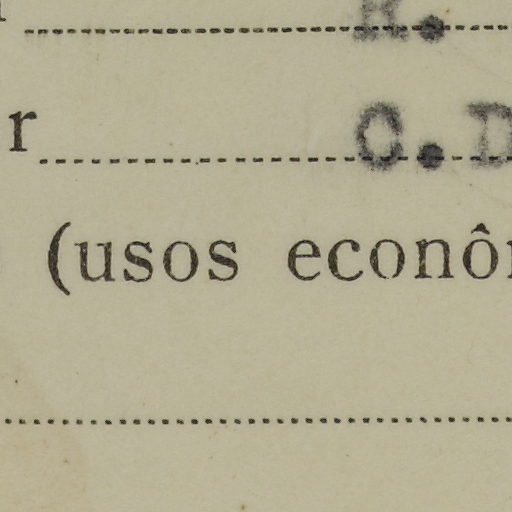 R.
r C.D
(usos econô